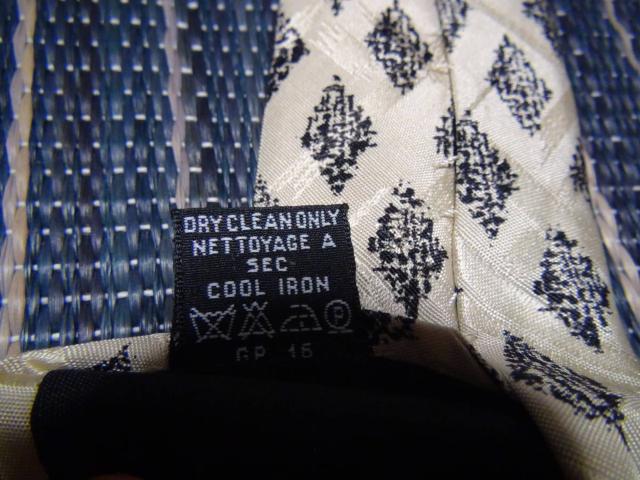 DRY CLEAN ONLY
NETTOYAGE A
SEC
COOL IRON
P
GP 16